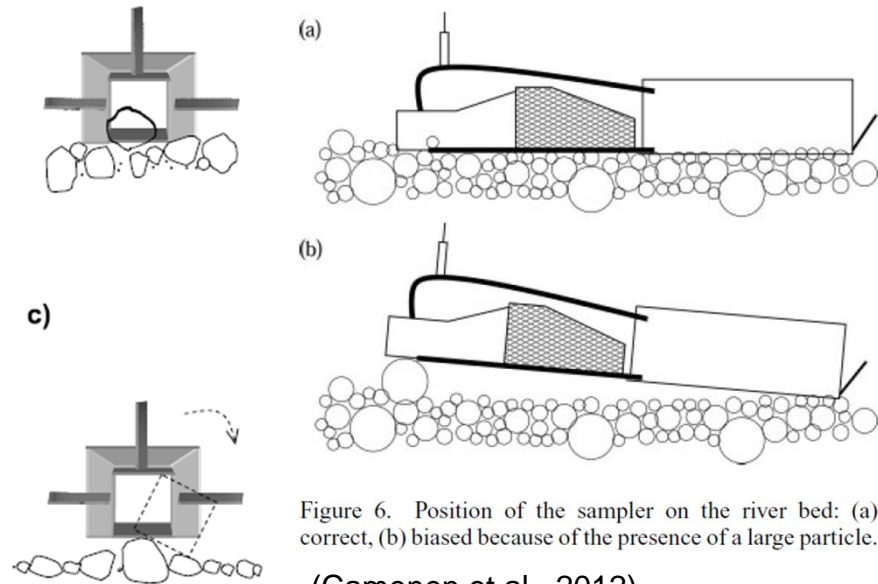 (a)
(b)
c)
Figure 6. Position of the sampler on the river bed: (a)
correct, (b) biased because of the presence of a large particle.
(Camenen et al., 2012)